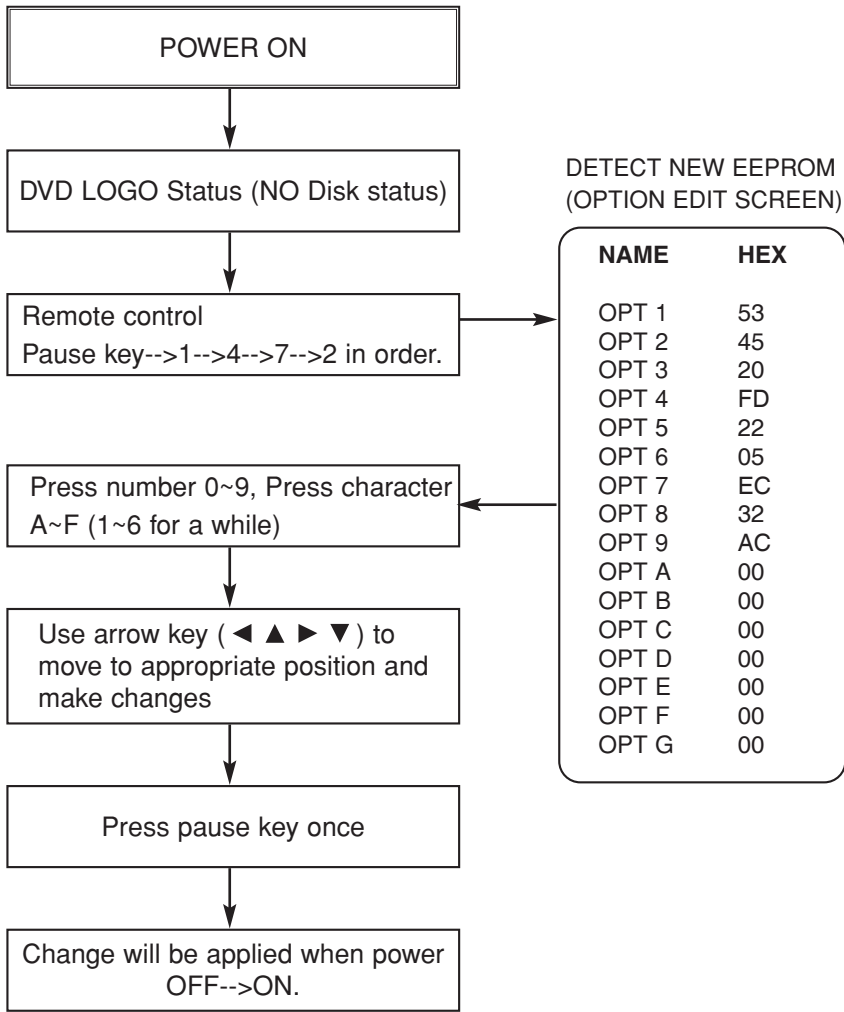 POWER ON
DVD LOGO Status (NO Disk status)
Remote control
Pause key-->1-->4-->7-->2 in order.
DETECT NEW EEPROM
(OPTION EDIT SCREEN)
NAME HEX
OPT 1 53
OPT 2 45
OPT 3 20
OPT 4 FD
OPT 5 22
OPT 6 05
OPT 7 EC
OPT 8 32
OPT 9 AC
OPT A 00
OPT B 00
OPT C 00
OPT D 00
OPT E 00
OPT F 00
OPT G 00
Press number 0~9, Press character
A~F (1~6 for a while)
Use arrow key ( ◀ ▲ ▶ ▼ ) to
move to appropriate position and
make changes
Press pause key once
Change will be applied when power
OFF-->ON.